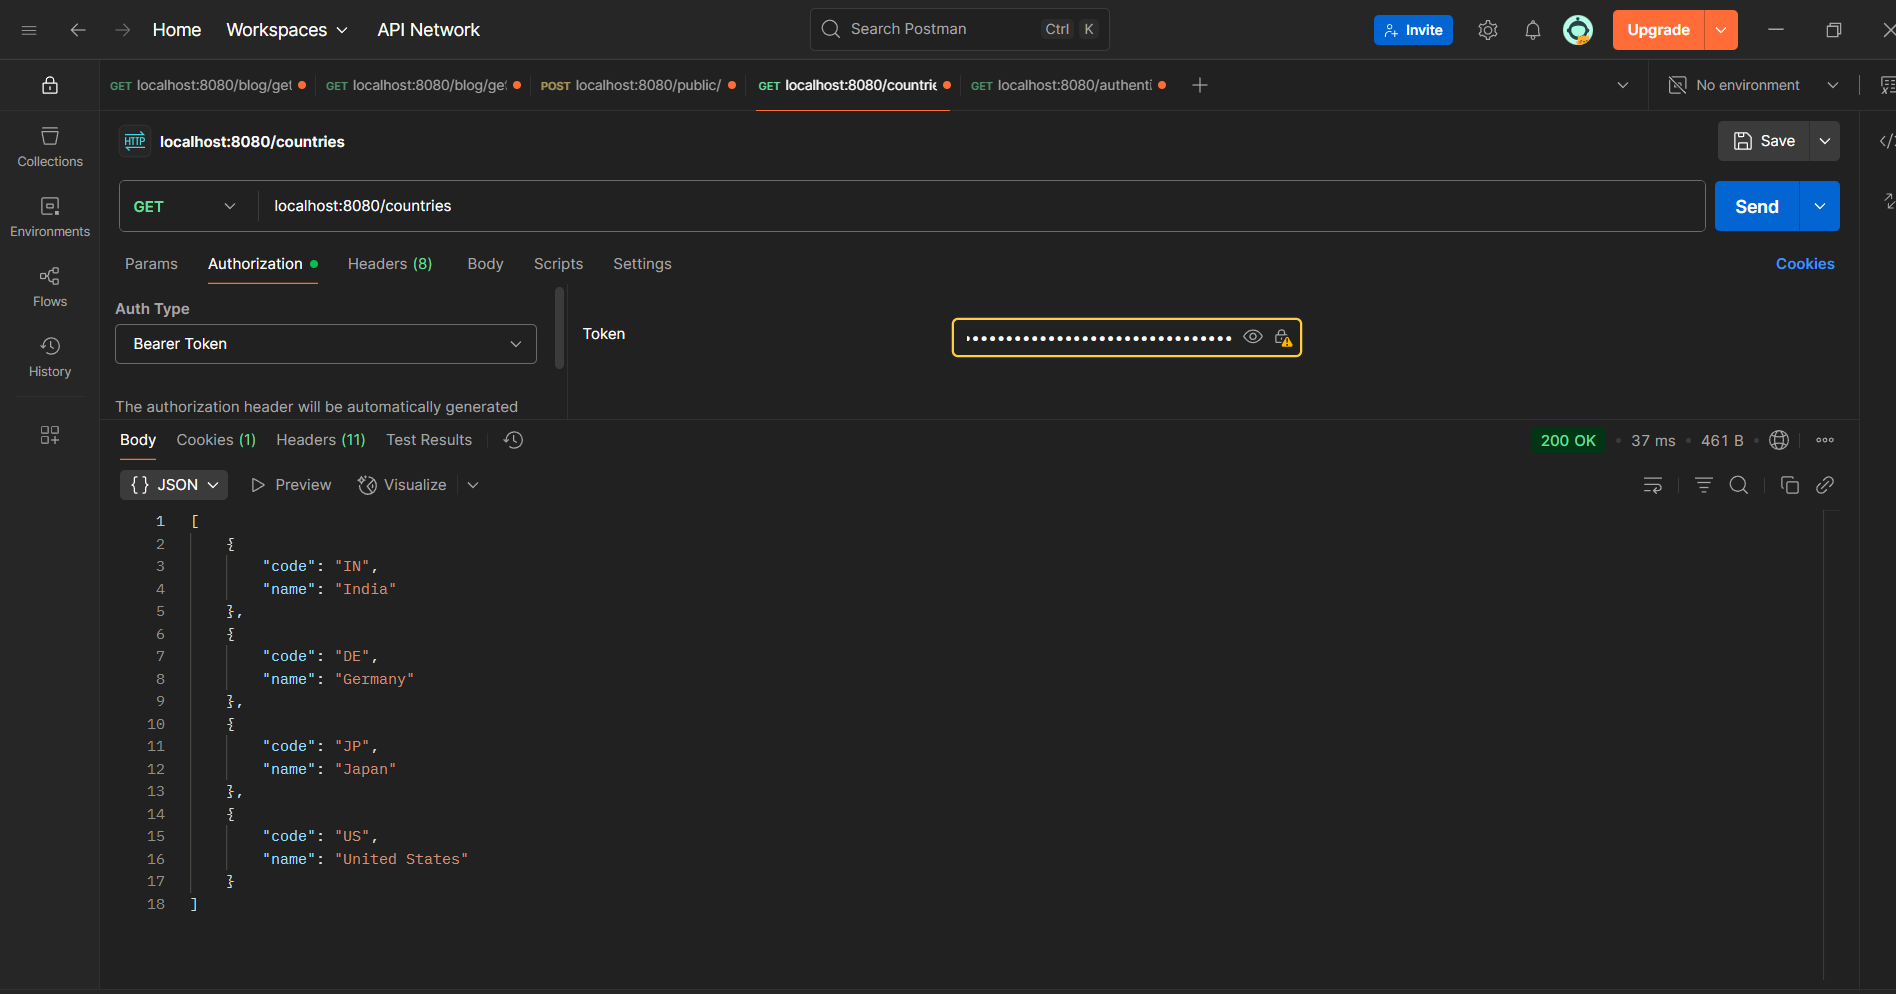 Home Workspaces API Network Search Postman Ctrl K Invite Upgrade
GET localhost:8080/blog/get GET localhost:8080/blog/get POST localhost:8080/public/ GET localhost:8080/countrie GET localhost:8080/authenti No environment
HTTP localhost:8080/countries Save
Collections
Environments
Flows
History
GET localhost:8080/countries Send
Params Authorization Headers (8) Body Scripts Settings Cookies
Auth Type
Bearer Token
Token
The authorization header will be automatically generated
Body Cookies (1) Headers (11) Test Results 200 OK • 37 ms • 461 B •
{} JSON Preview Visualize
1 [
2 {
3 "code": "IN",
4 "name": "India"
5 },
6 {
7 "code": "DE",
8 "name": "Germany"
9 },
10 {
11 "code": "JP",
12 "name": "Japan"
13 },
14 {
15 "code": "US",
16 "name": "United States"
17 }
18 ]